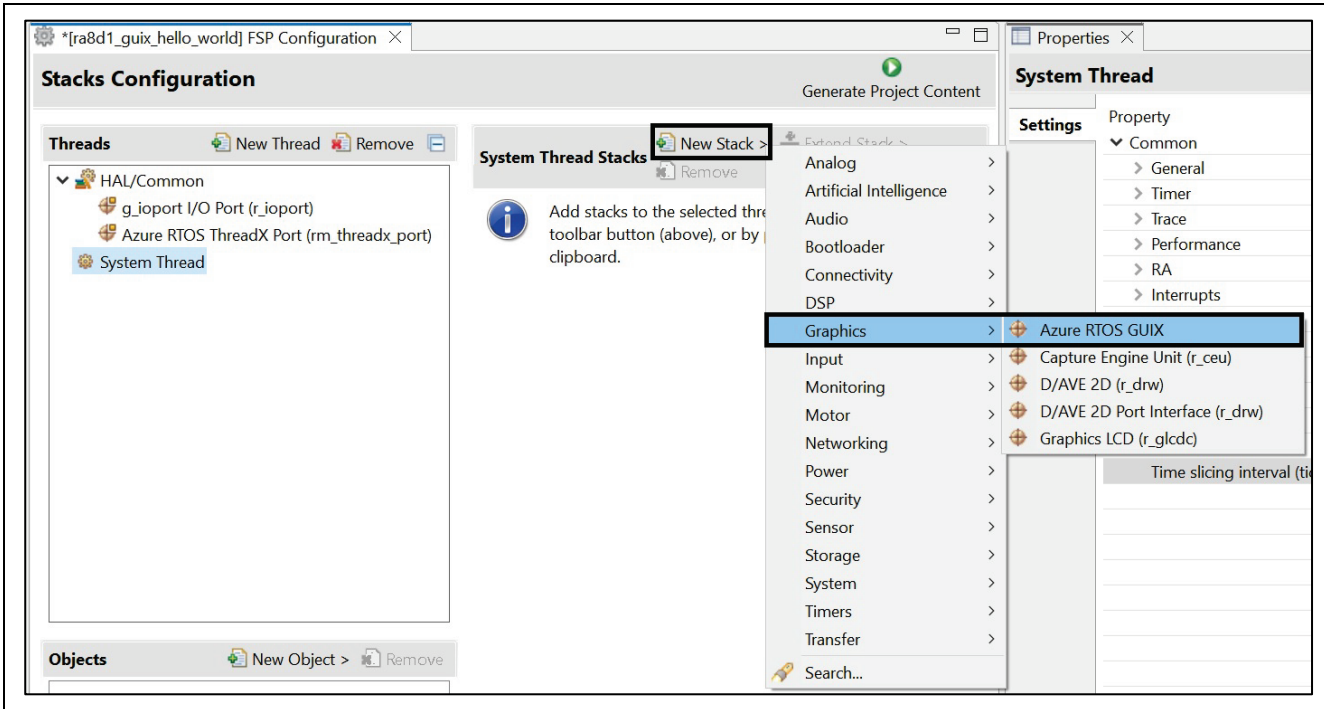 *[ra8d1_guix_hello_world] FSP Configuration
Stacks Configuration
Generate Project Content
Threads
New Thread
Remove
HAL/Common
g_ioport I/O Port (r_ioport)
Azure RTOS ThreadX Port (rm_threadx_port)
System Thread
Objects
New Object >
Remove
System Thread Stacks
New Stack >
Extend Stack >
Remove
Add stacks to the selected thre
toolbar button (above), or by
clipboard.
Analog
Artificial Intelligence
Audio
Bootloader
Connectivity
DSP
Graphics
Input
Monitoring
Motor
Networking
Power
Security
Sensor
Storage
System
Timers
Transfer
Search...
Azure RTOS GUIX
Capture Engine Unit (r_ceu)
D/AVE 2D (r_drw)
D/AVE 2D Port Interface (r_drw)
Graphics LCD (r_glcdc)
Properties
System Thread
Settings
Property
Common
General
Timer
Trace
Performance
RA
Interrupts
Time slicing interval (tic